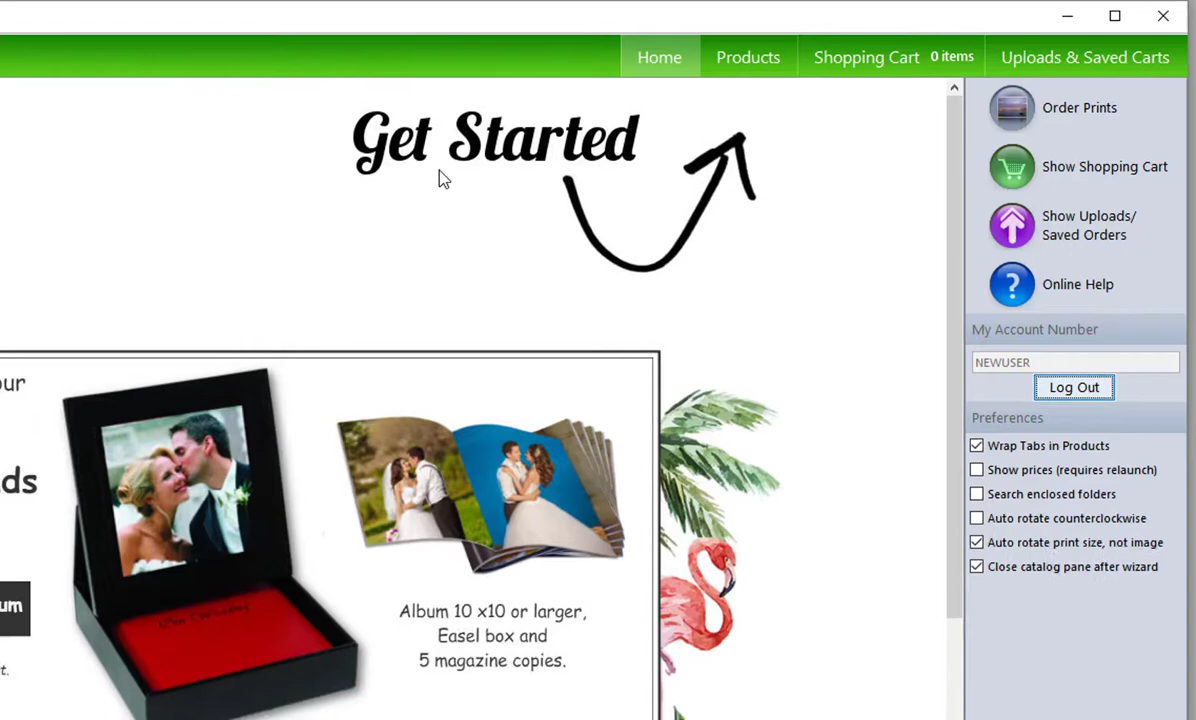 Home Products Shopping Cart 0 items Uploads & Saved Carts
Get Started
Order Prints
Show Shopping Cart
Show Uploads/
Saved Orders
Online Help
My Account Number
NEWUSER
Log Out
Preferences
Wrap Tabs in Products
Show prices (requires relaunch)
Search enclosed folders
Auto rotate counterclockwise
Auto rotate print size, not image
Close catalog pane after wizard
our
ds
um
t.
Album 10 x10 or larger,
Easel box and
5 magazine copies.